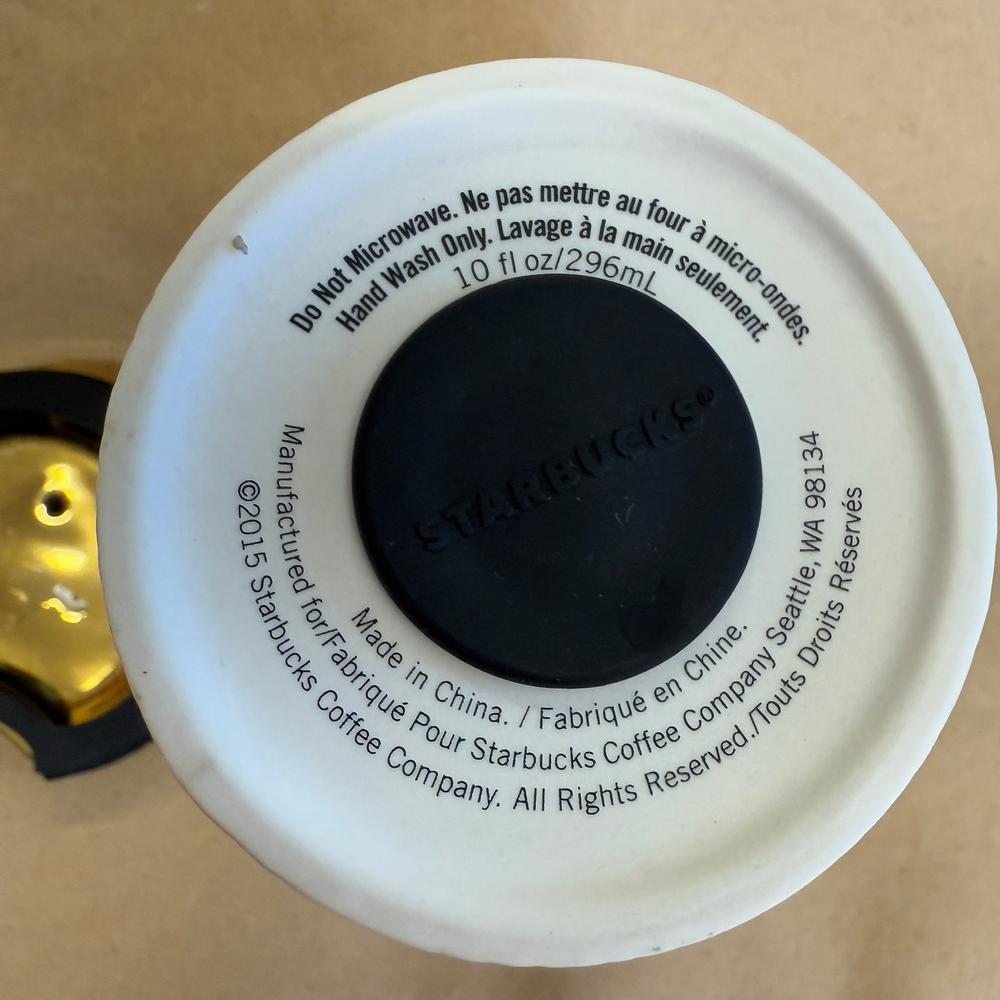 Do Not Microwave. Ne pas mettre au four à micro-ondes.
Hand Wash Only. Lavage à la main seulement.
10 fl oz/296mL
STARBUCKS®
Made in China. / Fabriqué en Chine.
Manufactured for/Fabriqué Pour Starbucks Coffee Company Seattle, WA 98134
©2015 Starbucks Coffee Company. All Rights Reserved./Touts Droits Réservés